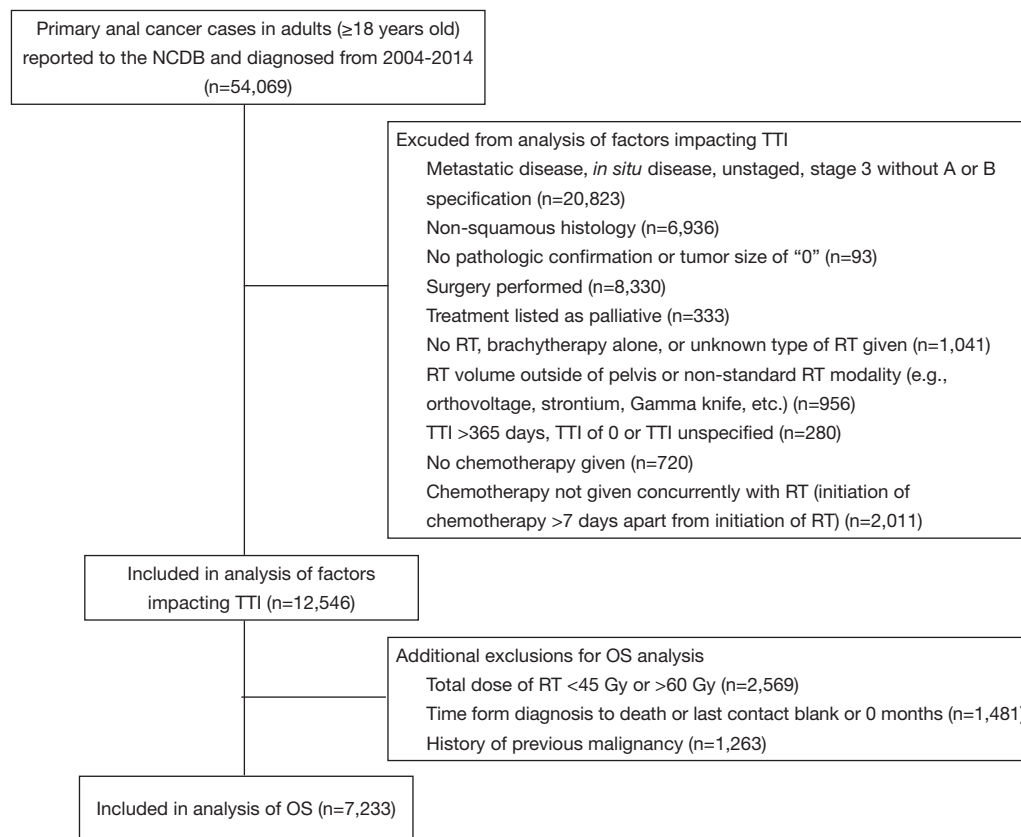 Primary anal cancer cases in adults (≥18 years old)
reported to the NCDB and diagnosed from 2004-2014
(n=54,069)
Excuded from analysis of factors impacting TTI
Metastatic disease, in situ disease, unstaged, stage 3 without A or B
specification (n=20,823)
Non-squamous histology (n=6,936)
No pathologic confirmation or tumor size of “0” (n=93)
Surgery performed (n=8,330)
Treatment listed as palliative (n=333)
No RT, brachytherapy alone, or unknown type of RT given (n=1,041)
RT volume outside of pelvis or non-standard RT modality (e.g.,
orthovoltage, strontium, Gamma knife, etc.) (n=956)
TTI >365 days, TTI of 0 or TTI unspecified (n=280)
No chemotherapy given (n=720)
Chemotherapy not given concurrently with RT (initiation of
chemotherapy >7 days apart from initiation of RT) (n=2,011)
Included in analysis of factors
impacting TTI (n=12,546)
Additional exclusions for OS analysis
Total dose of RT <45 Gy or >60 Gy (n=2,569)
Time form diagnosis to death or last contact blank or 0 months (n=1,481)
History of previous malignancy (n=1,263)
Included in analysis of OS (n=7,233)